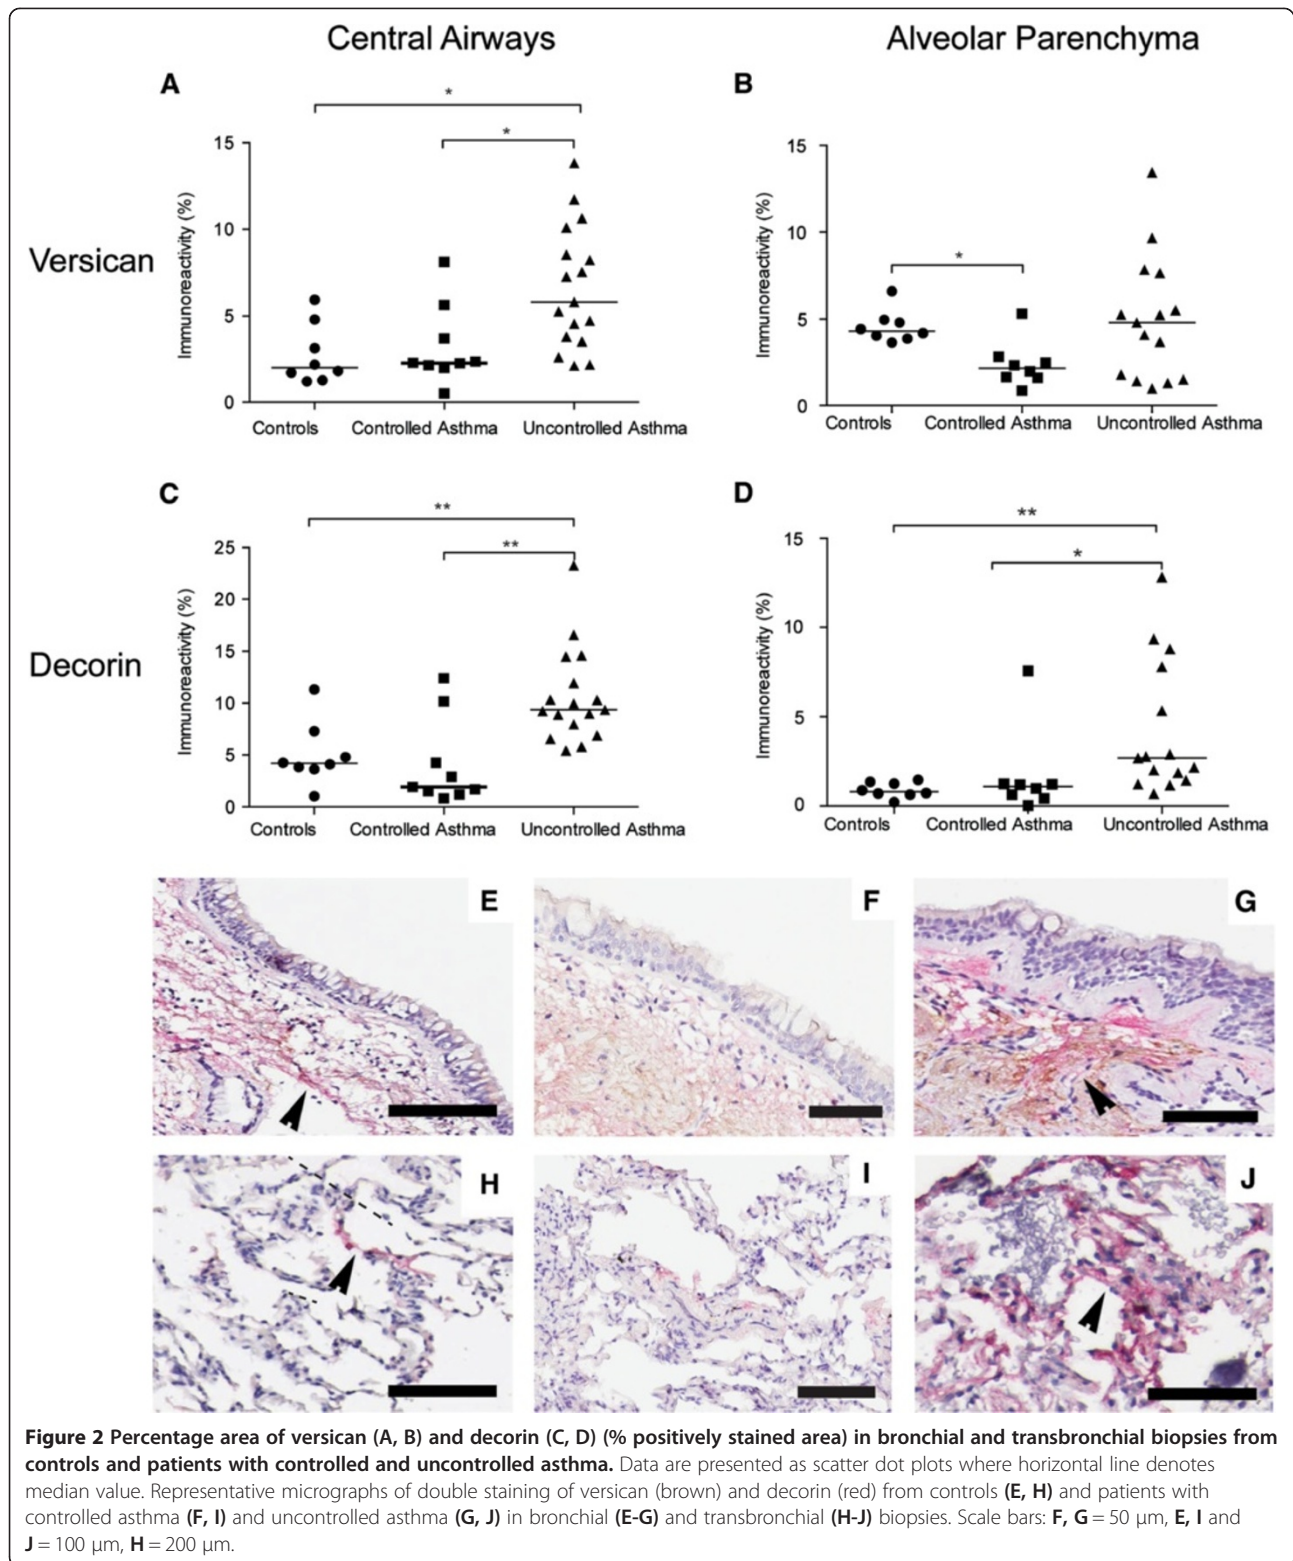 Central Airways
Alveolar Parenchyma
Versican
A
*
*
Immunoreactivity (%)
15
10
5
0
Controls
Controlled Asthma
Uncontrolled Asthma
B
*
Immunoreactivity (%)
15
10
5
0
Controls
Controlled Asthma
Uncontrolled Asthma
Decorin
C
**
**
Immunoreactivity (%)
25
20
15
10
5
0
Controls
Controlled Asthma
Uncontrolled Asthma
D
**
*
Immunoreactivity (%)
15
10
5
0
Controls
Controlled Asthma
Uncontrolled Asthma
E
F
G
H
I
J
Figure 2 Percentage area of versican (A, B) and decorin (C, D) (% positively stained area) in bronchial and transbronchial biopsies from
controls and patients with controlled and uncontrolled asthma. Data are presented as scatter dot plots where horizontal line denotes
median value. Representative micrographs of double staining of versican (brown) and decorin (red) from controls (E, H) and patients with
controlled asthma (F, I) and uncontrolled asthma (G, J) in bronchial (E-G) and transbronchial (H-J) biopsies. Scale bars: F, G = 50 μm, E, I and
J = 100 μm, H = 200 μm.